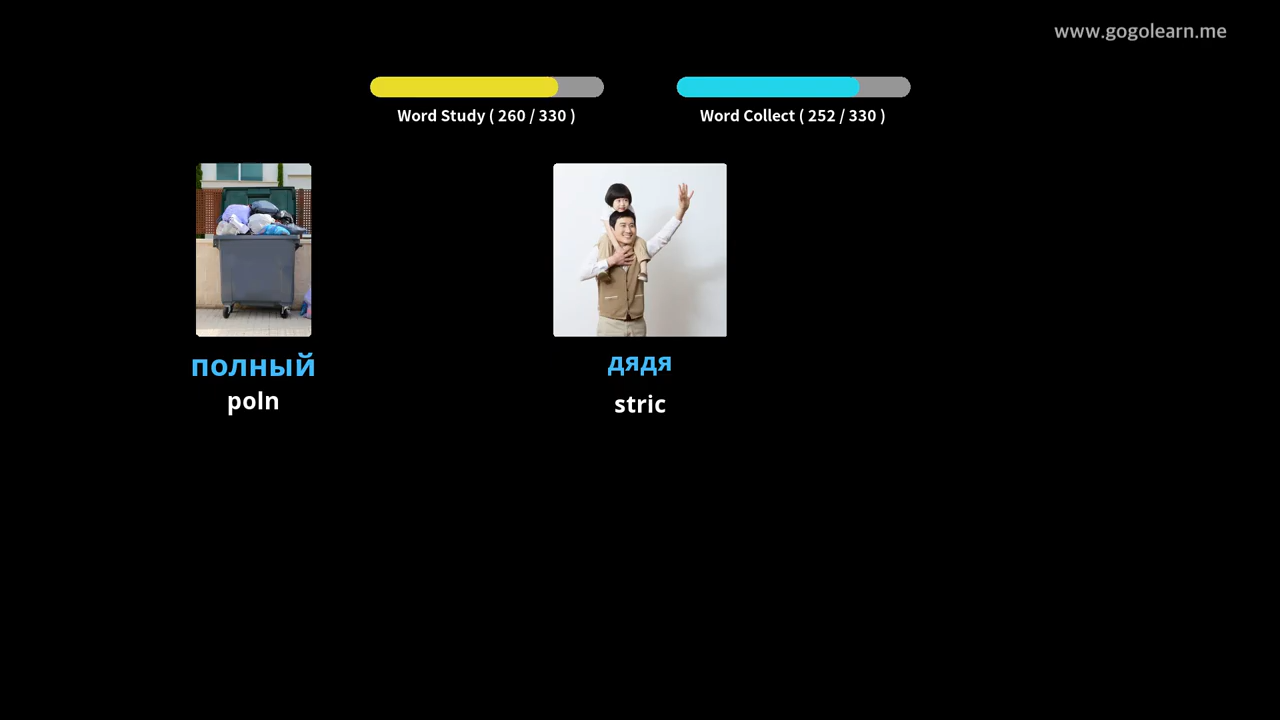 www.gogolearn.me
Word Study ( 260 / 330 )
Word Collect ( 252 / 330 )
полный
poln
дядя
stric